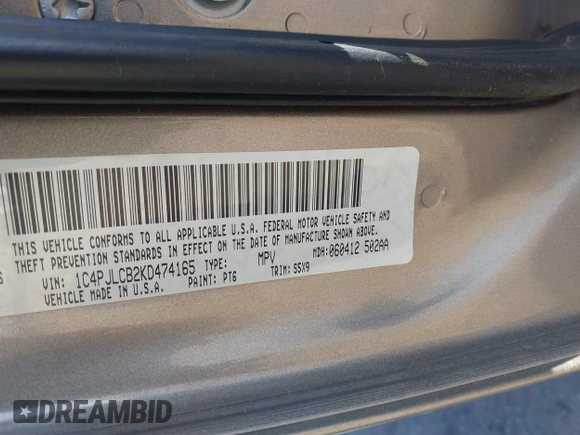 THIS VEHICLE CONFORMS TO ALL APPLICABLE U.S.A. FEDERAL MOTOR VEHICLE SAFETY AND
THEFT PREVENTION STANDARDS IN EFFECT ON THE DATE OF MANUFACTURE SHOWN ABOVE.
VIN: 1C4PJLCB2KD474165 TYPE: MPV MDH: 060412 502AA
VEHICLE MADE IN U.S.A. PAINT: PTG TRIM: S5X9
DREAMBID